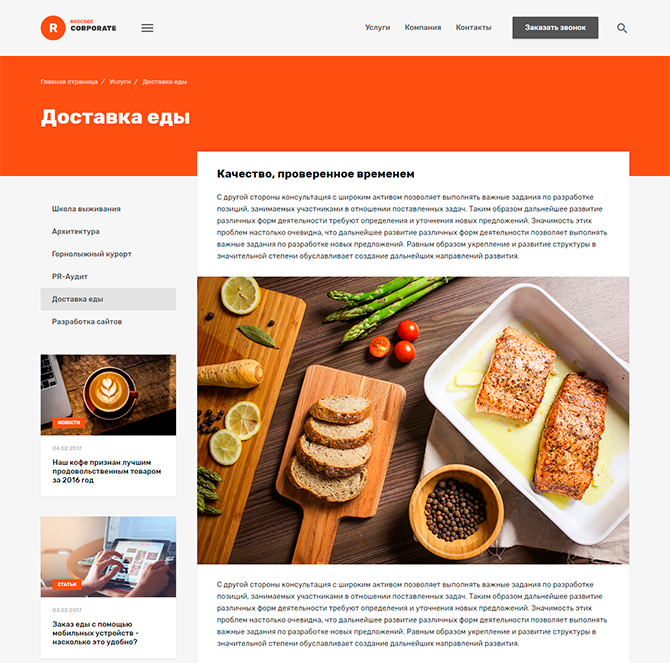 R
REDCODE
CORPORATE
Услуги
Компания
Контакты
Заказать звонок
Главная страница / Услуги / Доставка еды
Доставка еды
Школа выживания
Архитектура
Горнолыжный курорт
PR-Аудит
Доставка еды
Разработка сайтов
НОВОСТИ
04.02.2017
Наш кофе признан лучшим
продовольственным товаром
за 2016 год
СТАТЬИ
03.02.2017
Заказ еды с помощью
мобильных устройств -
насколько это удобно?
Качество, проверенное временем
С другой стороны консультация с широким активом позволяет выполнять важные задания по разработке
позиций, занимаемых участниками в отношении поставленных задач. Таким образом дальнейшее развитие
различных форм деятельности требуют определения и уточнения новых предложений. Значимость этих
проблем настолько очевидна, что дальнейшее развитие различных форм деятельности позволяет выполнять
важные задания по разработке новых предложений. Равным образом укрепление и развитие структуры в
значительной степени обуславливает создание дальнейших направлений развития.
С другой стороны консультация с широким активом позволяет выполнять важные задания по разработке
позиций, занимаемых участниками в отношении поставленных задач. Таким образом дальнейшее развитие
различных форм деятельности требуют определения и уточнения новых предложений. Значимость этих
проблем настолько очевидна, что дальнейшее развитие различных форм деятельности позволяет выполнять
важные задания по разработке новых предложений. Равным образом укрепление и развитие структуры в
значительной степени обуславливает создание дальнейших направлений развития.